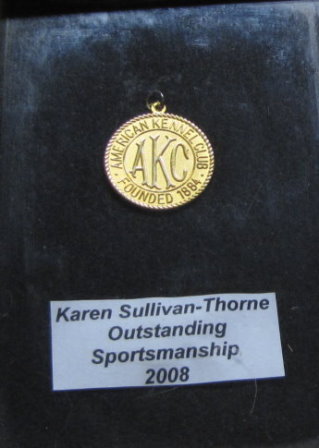 AMERICAN KENNEL CLUB
AKC
FOUNDED 1884
Karen Sullivan-Thorne
Outstanding
Sportsmanship
2008